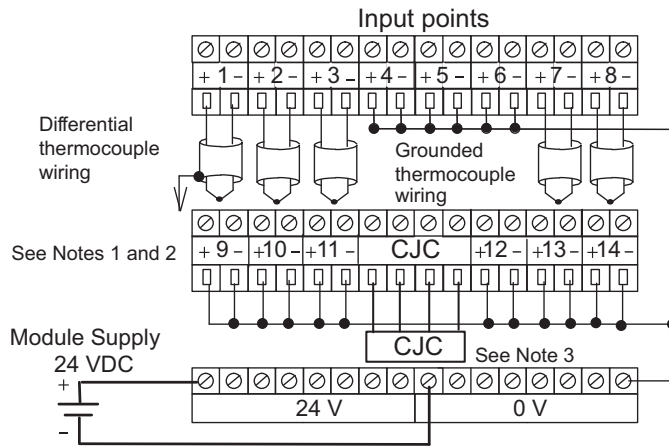 Input points
+ 1 – + 2 – + 3 – + 4 – + 5 – + 6 – + 7 – + 8 –
Differential
thermocouple
wiring
Grounded
thermocouple
wiring
See Notes 1 and 2
+ 9 – +10 – +11 – CJC +12 – +13 – +14 –
CJC
See Note 3
Module Supply
24 VDC
+
–
24 V 0 V